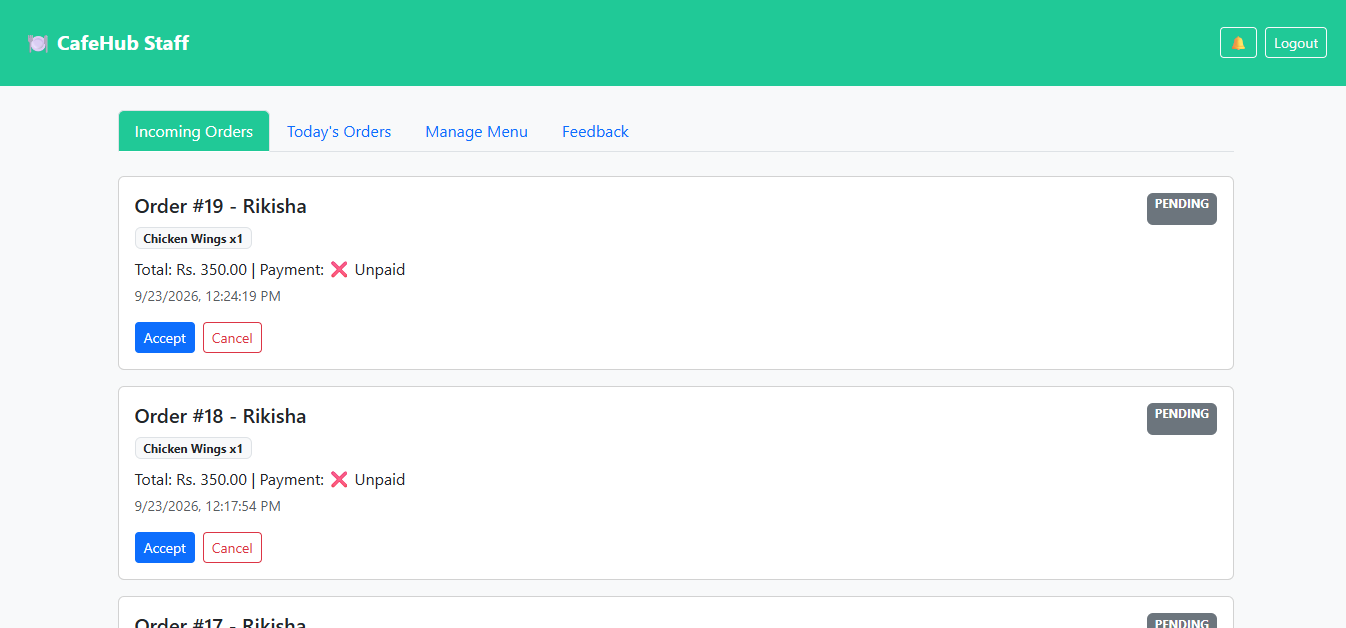 🍽️ CafeHub Staff
🔔 Logout
Incoming Orders Today's Orders Manage Menu Feedback
Order #19 - Rikisha PENDING
Chicken Wings x1
Total: Rs. 350.00 | Payment: ❌ Unpaid
9/23/2026, 12:24:19 PM
Accept Cancel
Order #18 - Rikisha PENDING
Chicken Wings x1
Total: Rs. 350.00 | Payment: ❌ Unpaid
9/23/2026, 12:17:54 PM
Accept Cancel
Order #17 - Rikisha PENDING